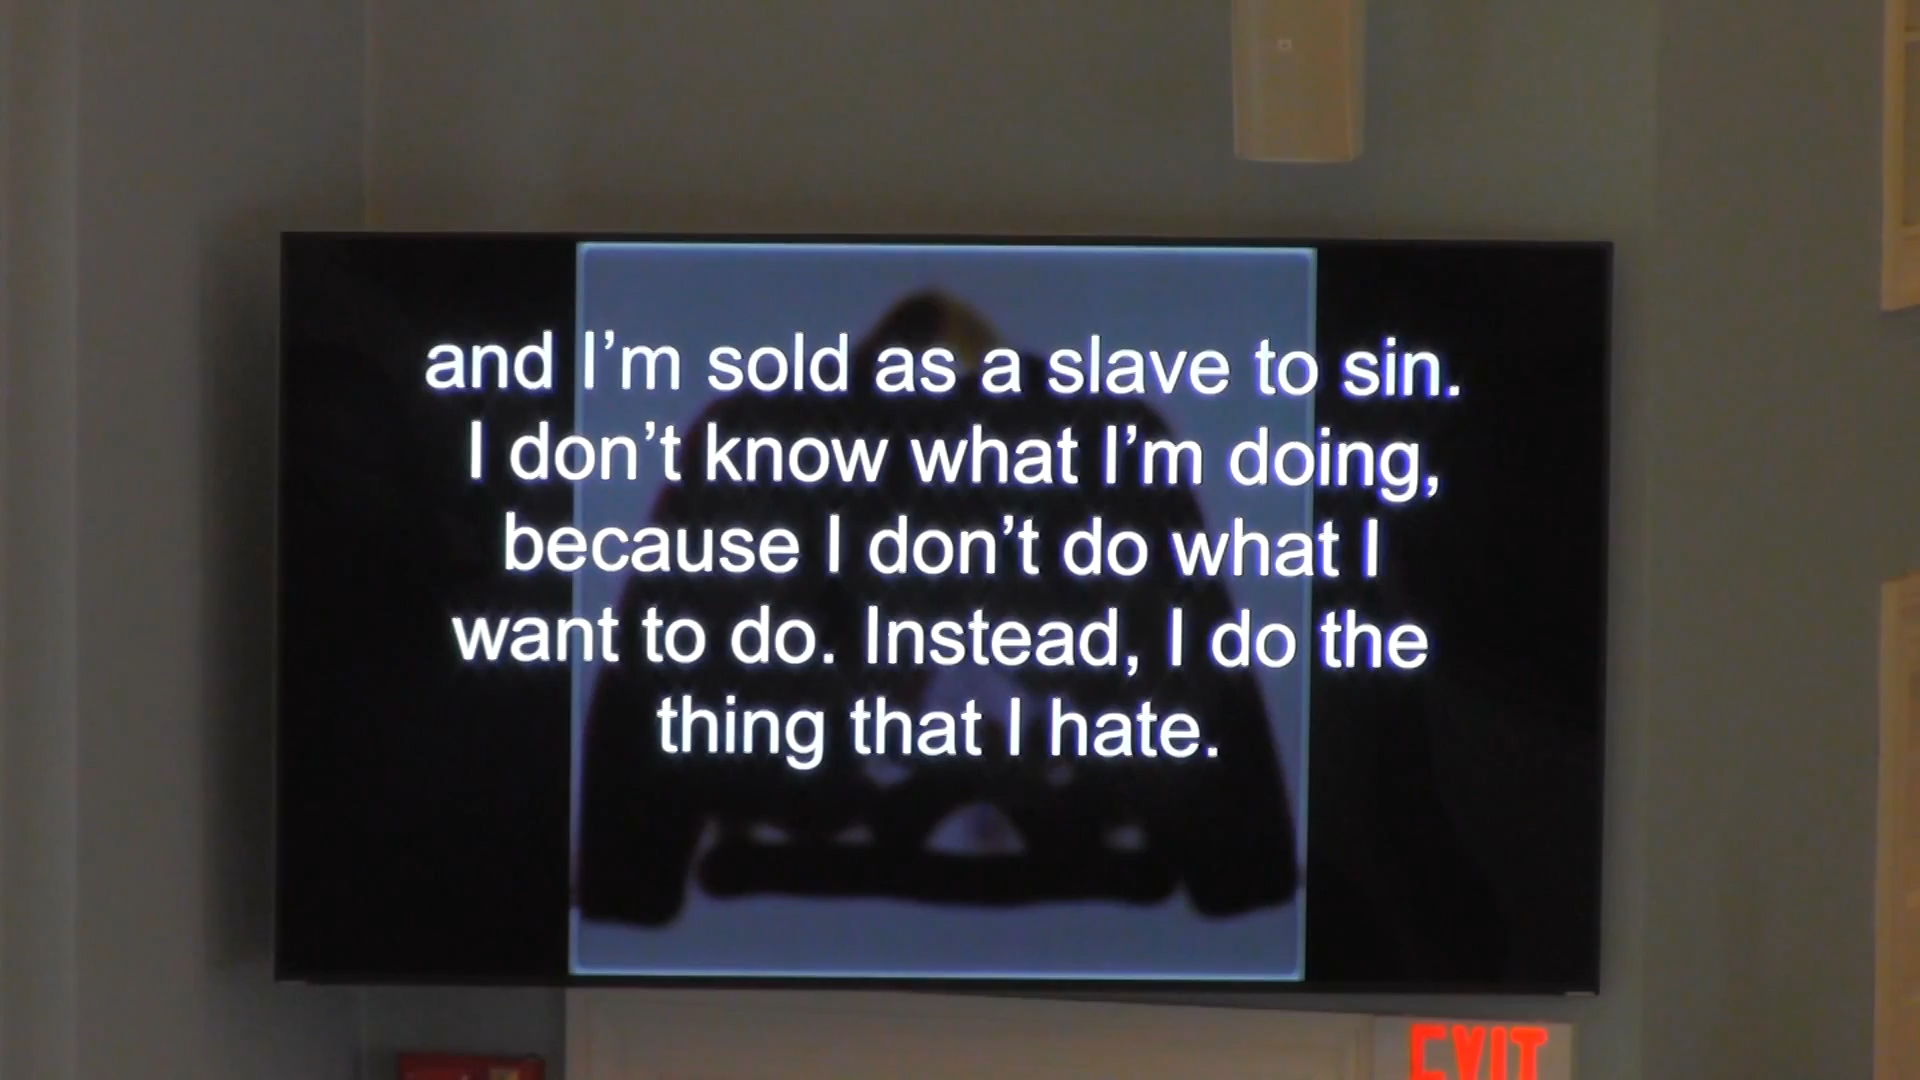 and I'm sold as a slave to sin.
I don't know what I'm doing,
because I don't do what I
want to do. Instead, I do the
thing that I hate.
EXIT